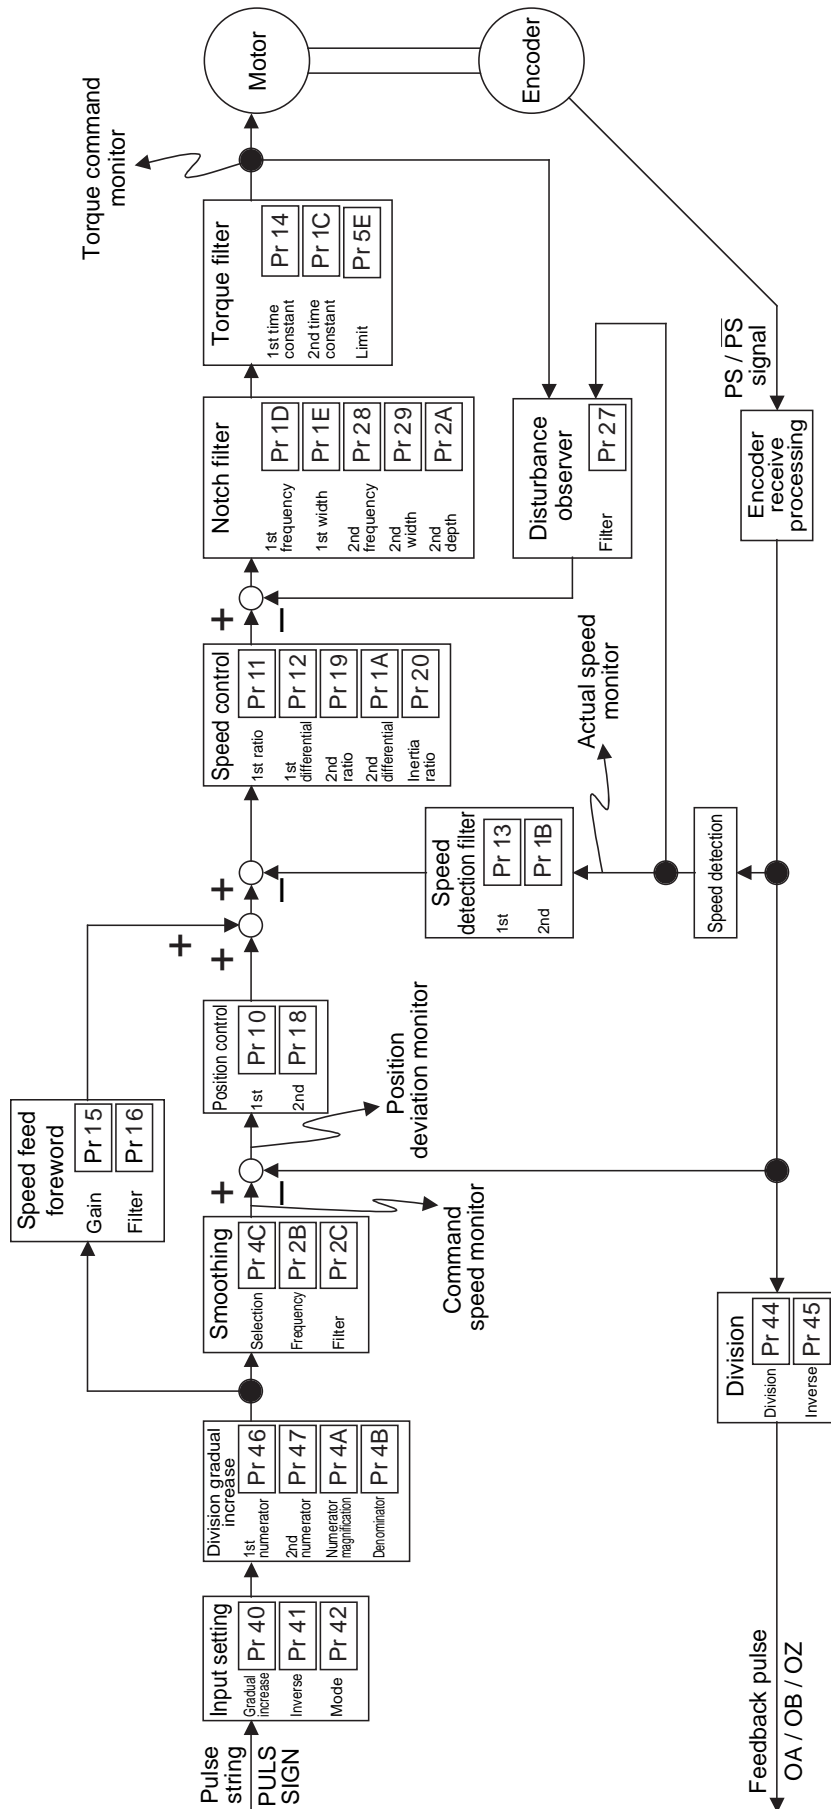 Pulse
string
PULS
SIGN
Input setting
Gradual
increase
Pr 40
Inverse
Pr 41
Mode
Pr 42
Division gradual
increase
1st
numerator
Pr 46
2nd
numerator
Pr 47
Numerator
magnification
Pr 4A
Denominator
Pr 4B
Speed feed
foreword
Gain
Pr 15
Filter
Pr 16
Smoothing
Selection
Pr 4C
Frequency
Pr 2B
Filter
Pr 2C
+
−
Command
speed monitor
Position
deviation monitor
Position control
1st
Pr 10
2nd
Pr 18
+
+
+
−
Speed control
1st ratio
Pr 11
1st
differential
Pr 12
2nd
ratio
Pr 19
2nd
differential
Pr 1A
Inertia
ratio
Pr 20
+
−
Notch filter
1st
frequency
Pr 1D
1st width
Pr 1E
2nd
frequency
Pr 28
2nd
width
Pr 29
2nd
depth
Pr 2A
Torque filter
1st time
constant
Pr 14
2nd time
constant
Pr 1C
Limit
Pr 5E
Torque command
monitor
Motor
Encoder
Speed
detection filter
1st
Pr 13
2nd
Pr 1B
Actual speed
monitor
Disturbance
observer
Filter
Pr 27
Speed detection
PS / P̅S̅
signal
Encoder
receive
processing
Division
Division
Pr 44
Inverse
Pr 45
Feedback pulse
OA / OB / OZ